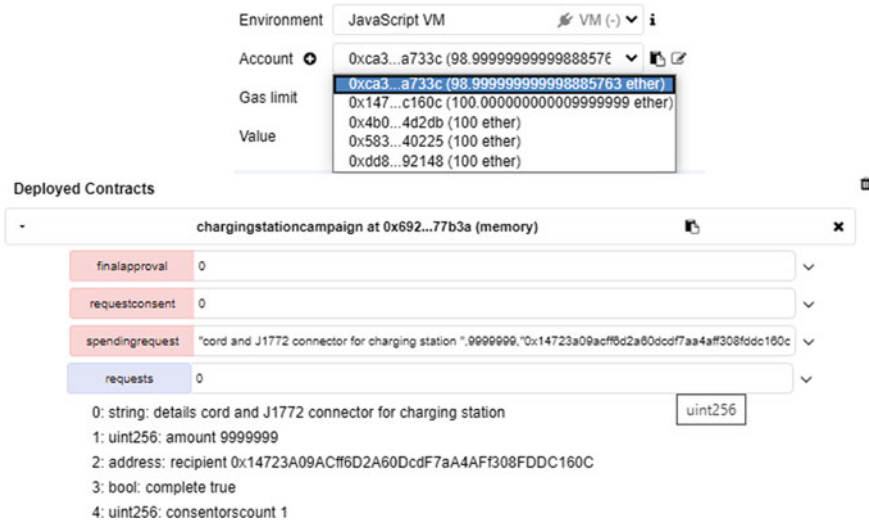 Environment JavaScript VM VM (-) i
Account 0xca3...a733c (98.99999999999888576
0xca3...a733c (98.999999999998885763 ether)
Gas limit
0x147...c160c (100.000000000009999999 ether)
0x4b0...4d2db (100 ether)
Value
0x583...40225 (100 ether)
0xdd8...92148 (100 ether)
Deployed Contracts
chargingstationcampaign at 0x692...77b3a (memory)
finalapproval 0
requestconsent 0
spendingrequest "cord and J1772 connector for charging station ",9999999,"0x14723a09acff6d2a60dcdf7aa4aff308fddc160c
requests 0
0: string: details cord and J1772 connector for charging station
uint256
1: uint256: amount 9999999
2: address: recipient 0x14723A09ACff6D2A60DcdF7aA4AFf308FDDC160C
3: bool: complete true
4: uint256: consentorscount 1